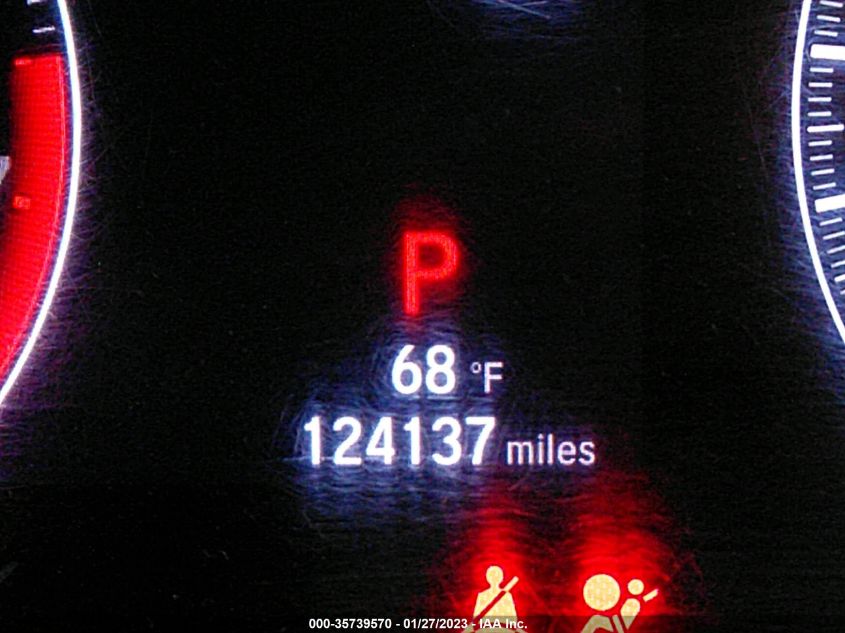 P
68 °F
124137 miles
000-35739570 - 01/27/2023 - IAA Inc.